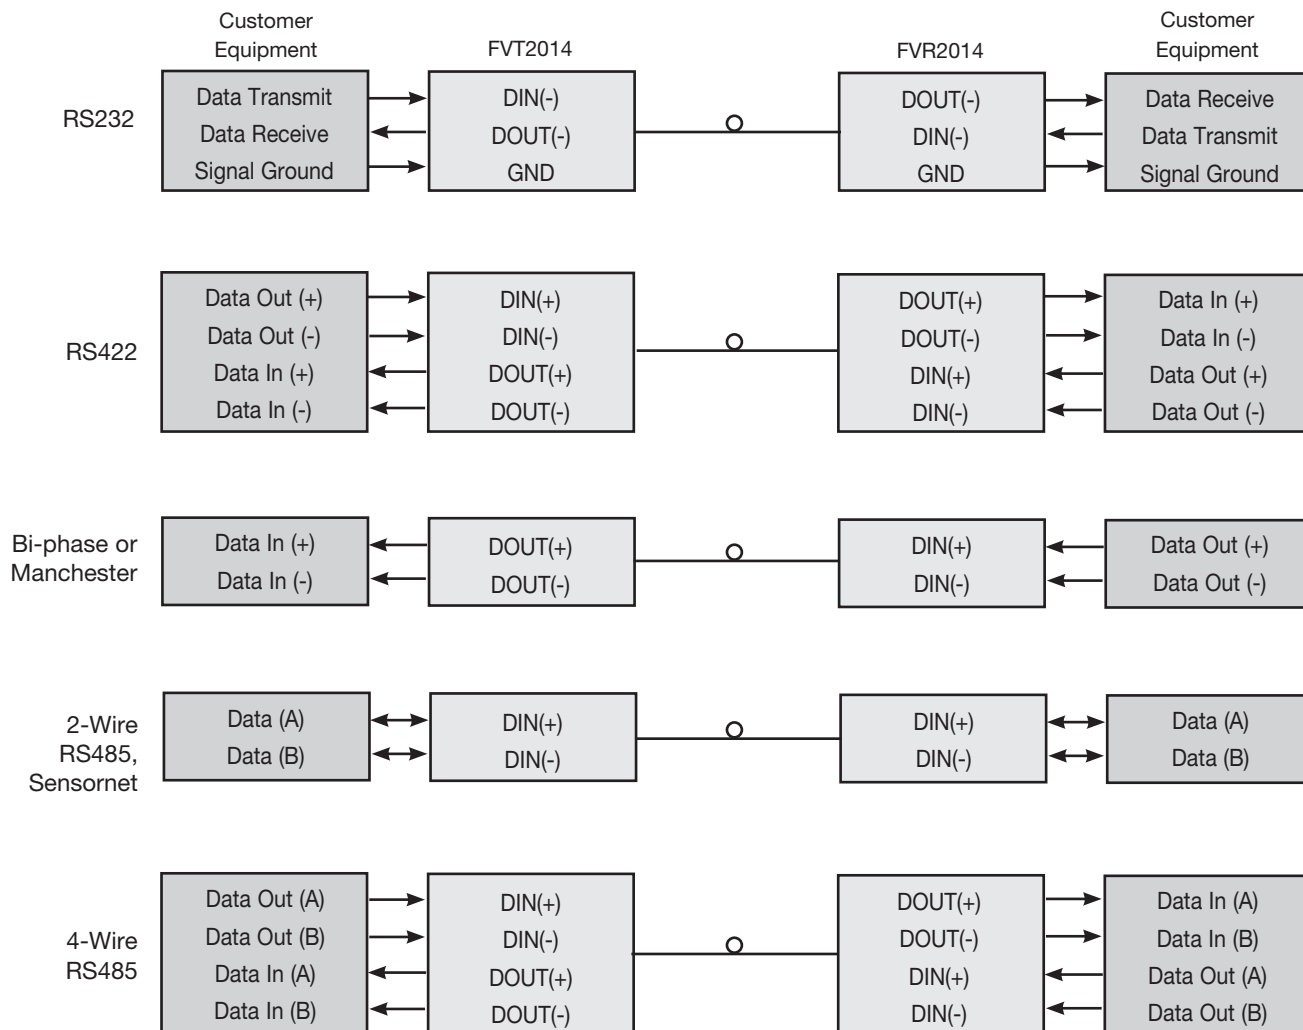 Customer
Equipment
FVT2014
FVR2014
Customer
Equipment
RS232
Data Transmit
Data Receive
Signal Ground
DIN(-)
DOUT(-)
GND
DOUT(-)
DIN(-)
GND
Data Receive
Data Transmit
Signal Ground
RS422
Data Out (+)
Data Out (-)
Data In (+)
Data In (-)
DIN(+)
DIN(-)
DOUT(+)
DOUT(-)
DOUT(+)
DOUT(-)
DIN(+)
DIN(-)
Data In (+)
Data In (-)
Data Out (+)
Data Out (-)
Bi-phase or
Manchester
Data In (+)
Data In (-)
DOUT(+)
DOUT(-)
DIN(+)
DIN(-)
Data Out (+)
Data Out (-)
2-Wire
RS485,
Sensornet
Data (A)
Data (B)
DIN(+)
DIN(-)
DIN(+)
DIN(-)
Data (A)
Data (B)
4-Wire
RS485
Data Out (A)
Data Out (B)
Data In (A)
Data In (B)
DIN(+)
DIN(-)
DOUT(+)
DOUT(-)
DOUT(+)
DOUT(-)
DIN(+)
DIN(-)
Data In (A)
Data In (B)
Data Out (A)
Data Out (B)